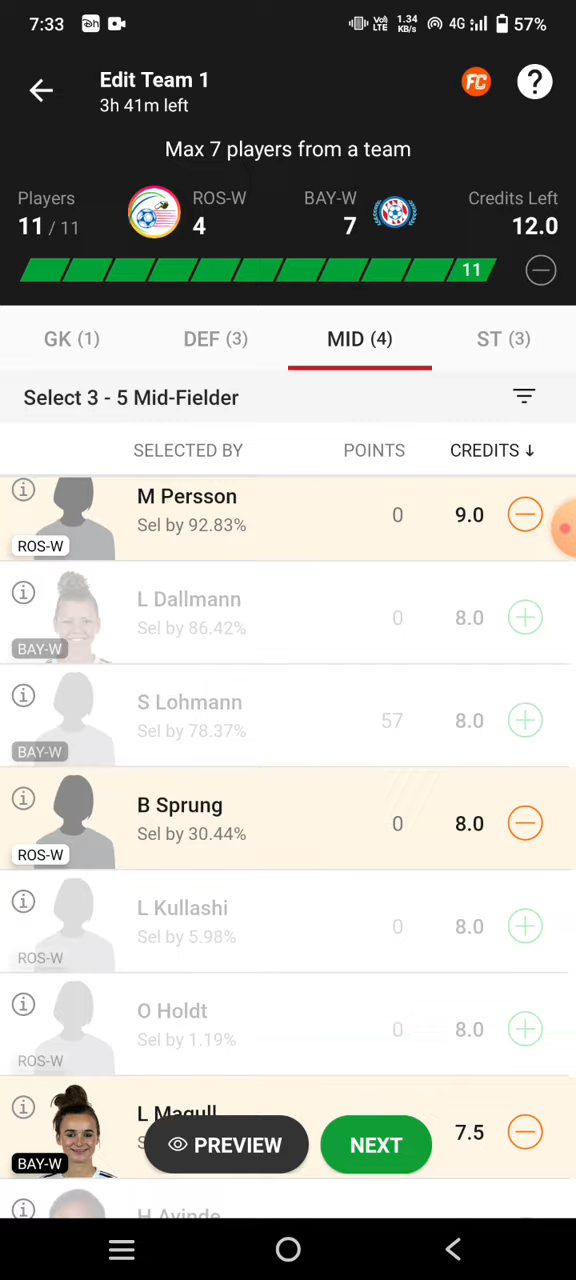 7:33
Vo) LTE
1.34 KB/s
4G
57%
Edit Team 1
3h 41m left
FC
?
Max 7 players from a team
Players
11 / 11
ROS-W
4
BAY-W
7
Credits Left
12.0
11
GK (1)
DEF (3)
MID (4)
ST (3)
Select 3 - 5 Mid-Fielder
SELECTED BY
POINTS
CREDITS ↓
M Persson
Sel by 92.83%
0
9.0
ROS-W
L Dallmann
Sel by 86.42%
0
8.0
BAY-W
S Lohmann
Sel by 78.37%
57
8.0
BAY-W
B Sprung
Sel by 30.44%
0
8.0
ROS-W
L Kullashi
Sel by 5.98%
0
8.0
ROS-W
O Holdt
Sel by 1.19%
0
8.0
ROS-W
L Magull
7.5
BAY-W
PREVIEW
NEXT